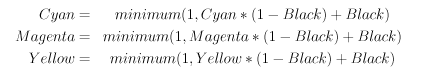 Cyan = minimum(1, Cyan * (1 − Black) + Black)
Magenta = minimum(1, Magenta * (1 − Black) + Black)
Yellow = minimum(1, Yellow * (1 − Black) + Black)